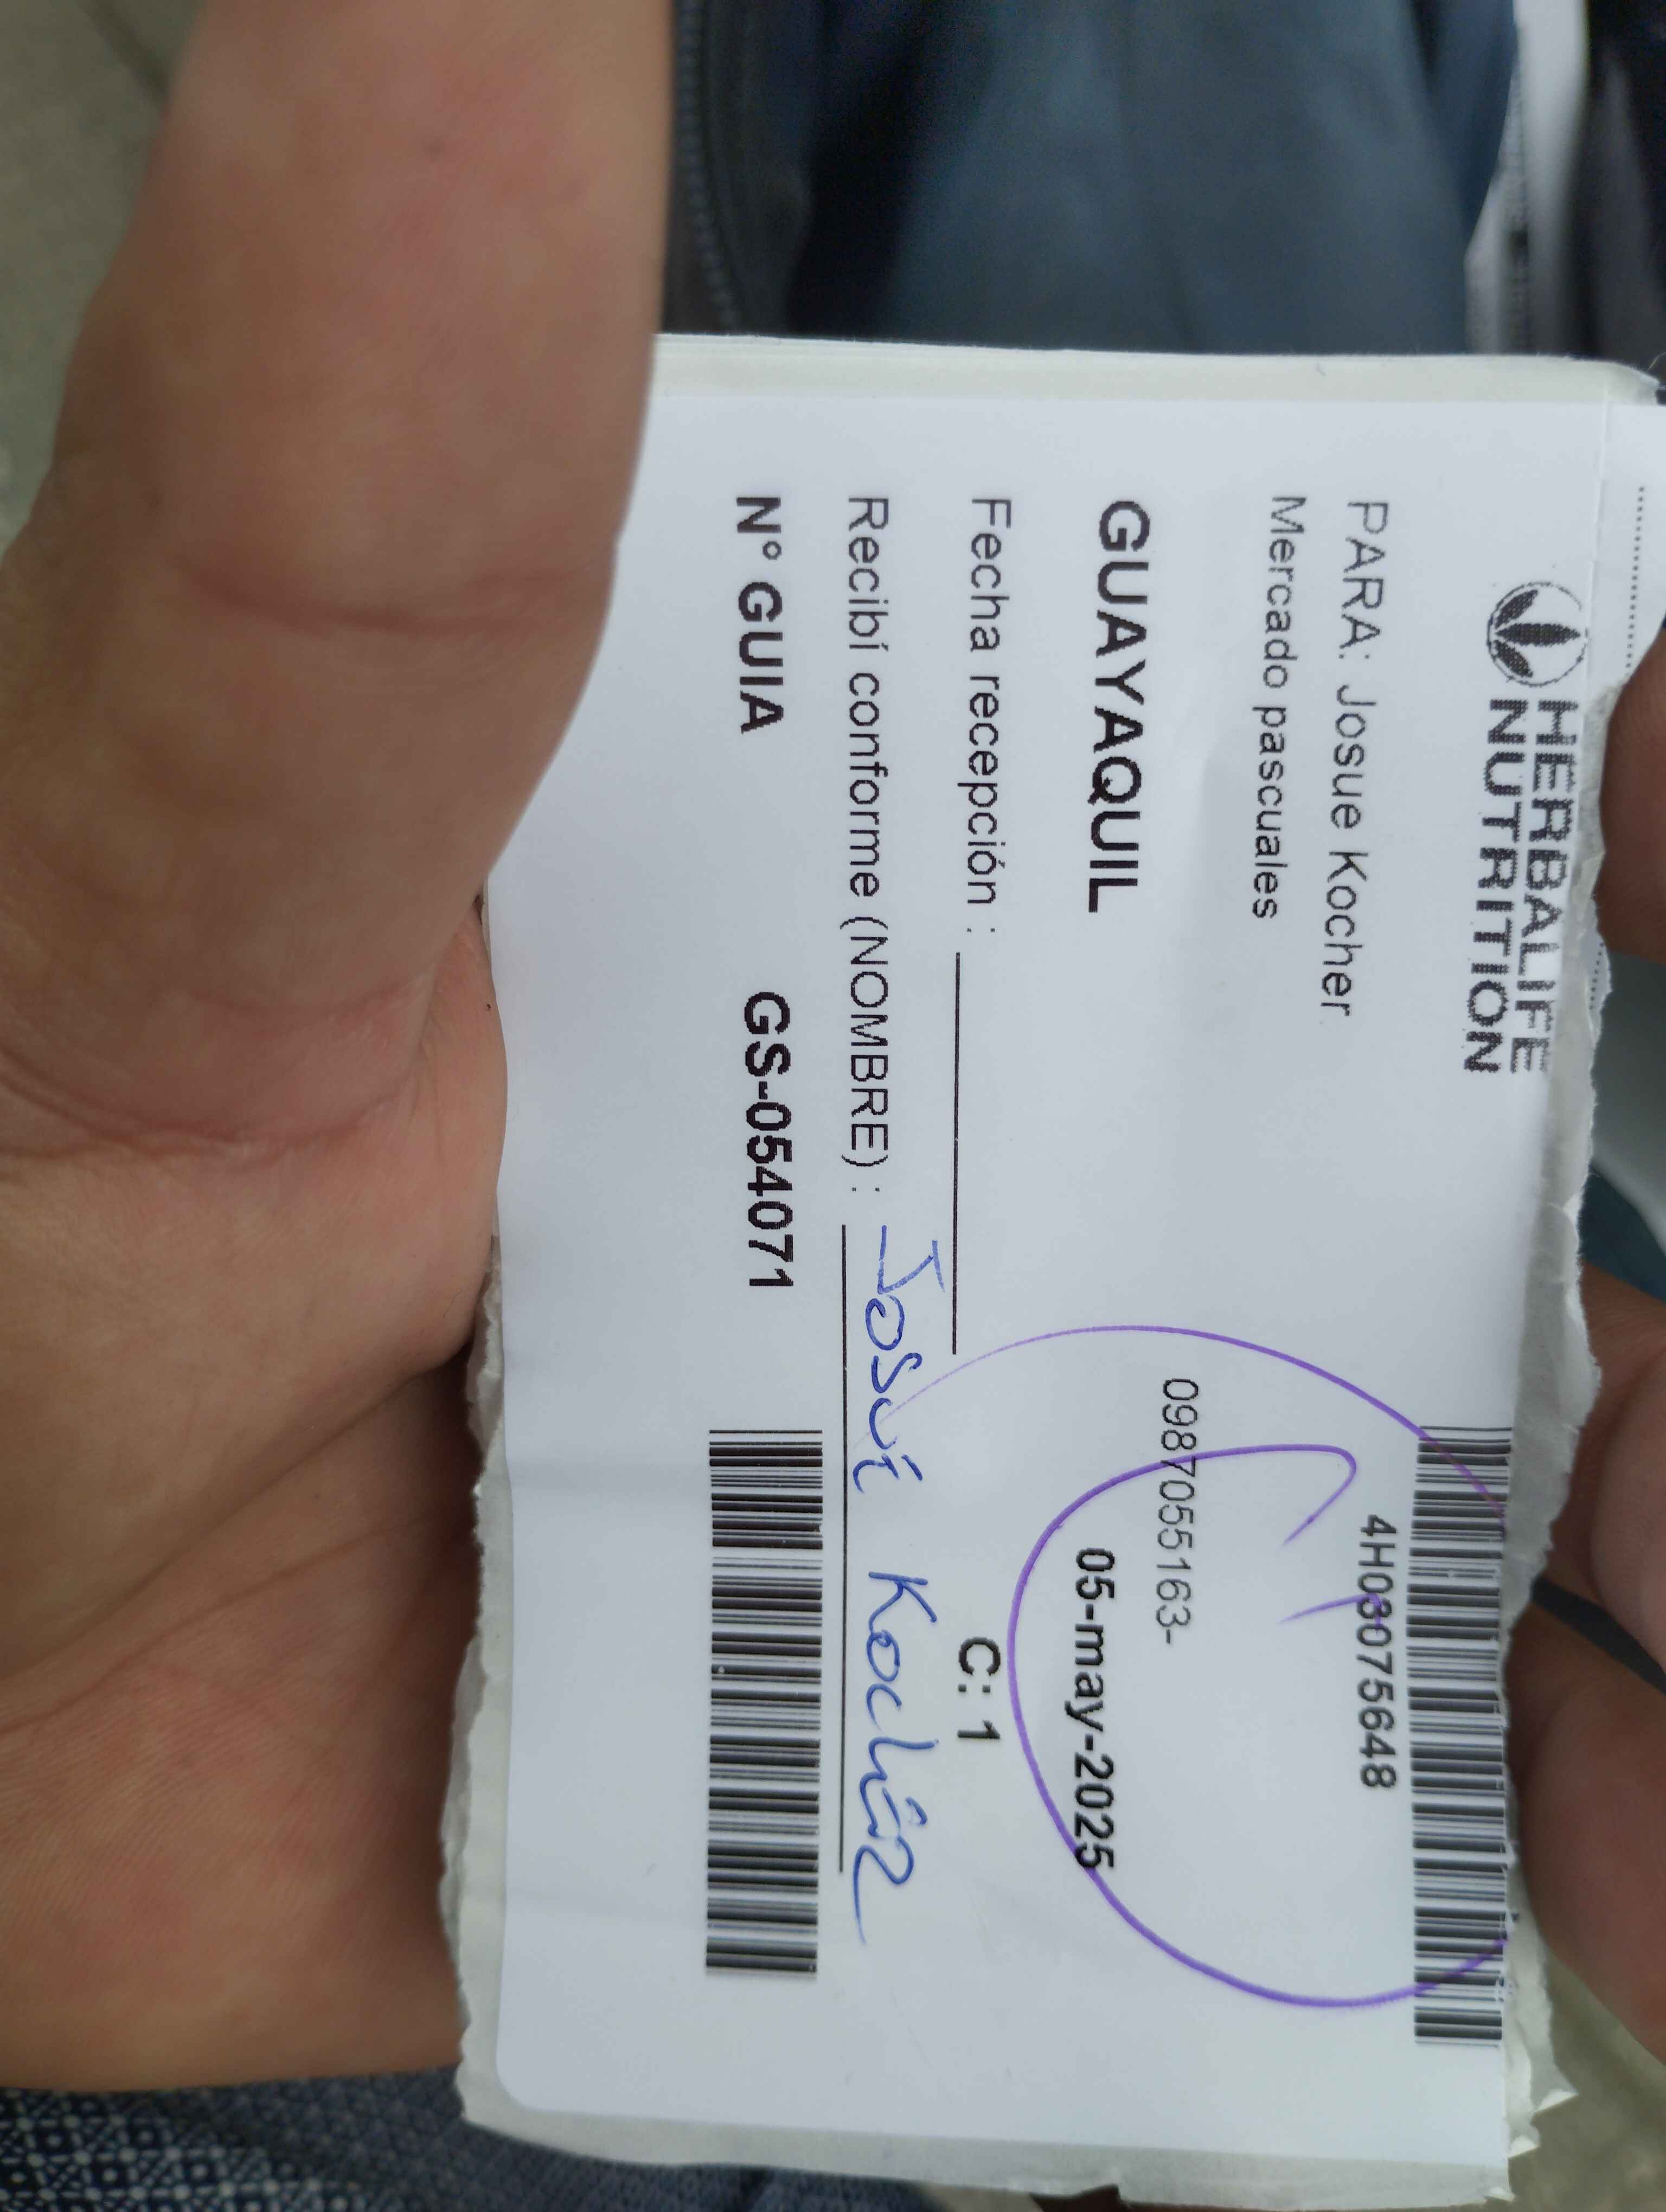 HERBALIFE
NUTRITION
4H03075648
PARA: Josue Kocher
Mercado pascuales
0987055163-
GUAYAQUIL
05-may-2025
Fecha recepción :
C: 1
Recibí conforme (NOMBRE) : Josué Kocher
N° GUIA
GS-054071